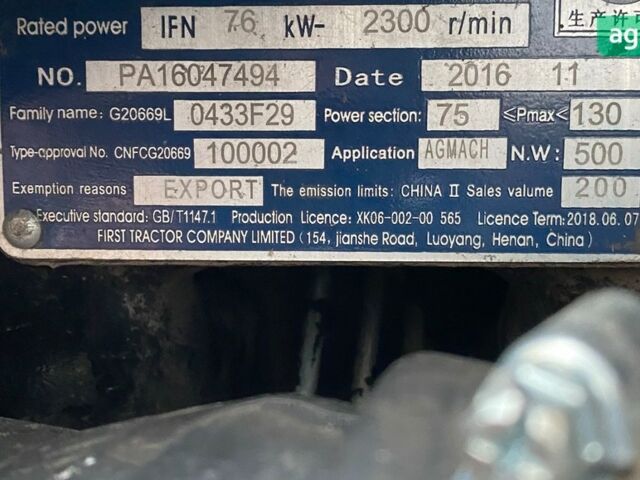 Rated power IFN 76 kW- 2300 r/min
生产许
ag
NO. PA16047494 Date 2016 11
Family name: G20669L 0433F29 Power section: 75 ≤Pmax≤ 130
Type-approval No. CNFCG20669 100002 Application AGMACH N.W: 500
Exemption reasons EXPORT The emission limits: CHINA II Sales valume 200
Executive standard: GB/T1147.1 Production Licence: XK06-002-00 565 Licence Term: 2018.06.07
FIRST TRACTOR COMPANY LIMITED (154, jianshe Road, Luoyang, Henan, China)